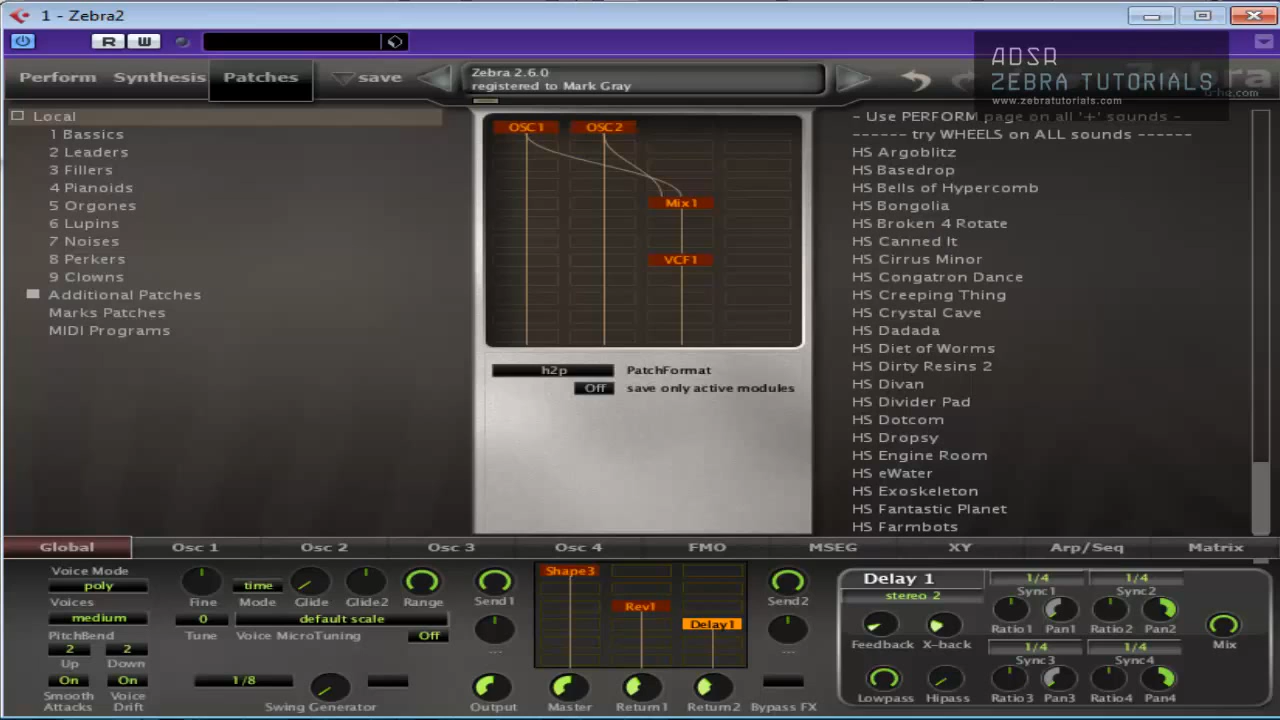 1 - Zebra2
R W
ADSR
ZEBRA TUTORIALS
www.zebratutorials.com
Perform Synthesis Patches save
Zebra 2.6.0
registered to Mark Gray
Local
1 Bassics
2 Leaders
3 Fillers
4 Pianoids
5 Orgones
6 Lupins
7 Noises
8 Perkers
9 Clowns
Additional Patches
Marks Patches
MIDI Programs
OSC1 OSC2
Mix1
VCF1
h2p PatchFormat
Off save only active modules
- Use PERFORM page on all '+' sounds -
------ try WHEELS on ALL sounds ------
HS Argoblitz
HS Basedrop
HS Bells of Hypercomb
HS Bongolia
HS Broken 4 Rotate
HS Canned It
HS Cirrus Minor
HS Congatron Dance
HS Creeping Thing
HS Crystal Cave
HS Dadada
HS Diet of Worms
HS Dirty Resins 2
HS Divan
HS Divider Pad
HS Dotcom
HS Dropsy
HS Engine Room
HS eWater
HS Exoskeleton
HS Fantastic Planet
HS Farmbots
Global Osc 1 Osc 2 Osc 3 Osc 4 FMO MSEG XY Arp/Seq Matrix
Voice Mode
poly
Voices
medium
PitchBend
2 2
Up Down
On On
Smooth Attacks Voice Drift
time
Fine Mode Glide Glide2 Range
0 default scale
Tune Voice MicroTuning Off
1/8
Swing Generator
Send1
...
Output
Shape3
Rev1
Delay1
Master Return1 Return2 Bypass FX
Send2
...
Delay 1
stereo 2
Feedback X-back
Lowpass Hipass
1/4 1/4
Sync1 Sync2
Ratio1 Pan1 Ratio2 Pan2
1/4 1/4
Sync3 Sync4
Ratio3 Pan3 Ratio4 Pan4
Mix